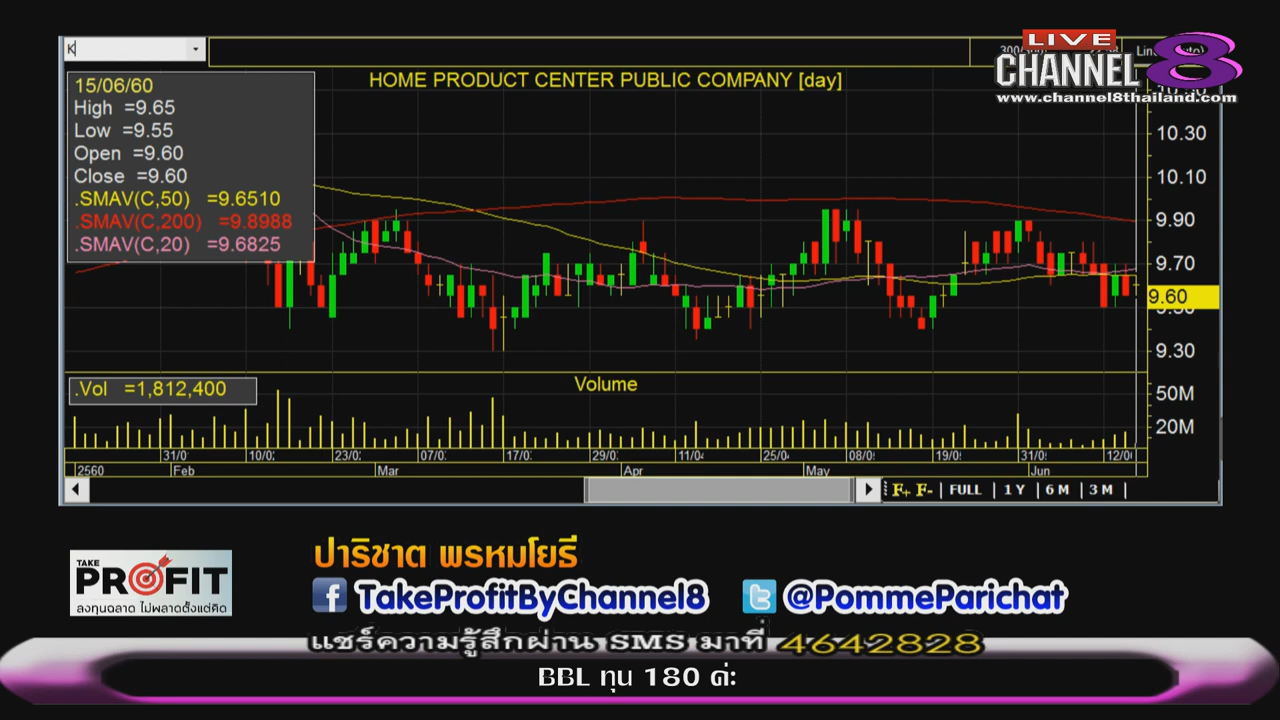 K
LIVE
CHANNEL 8
www.channel8thailand.com
15/06/60
High =9.65
Low =9.55
Open =9.60
Close =9.60
.SMAV(C,50) =9.6510
.SMAV(C,200) =9.8988
.SMAV(C,20) =9.6825
HOME PRODUCT CENTER PUBLIC COMPANY [day]
10.30
10.10
9.90
9.70
9.60
9.30
.Vol =1,812,400
Volume
50M
20M
31/0 10/0 23/0 07/0 17/0 29/0 11/04 25/04 08/0 19/0 31/0 12/0
2560 Feb Mar Apr May Jun
F+ F- FULL 1Y 6M 3M
TAKE
PROFIT
ลงทุนฉลาด ไม่พลาดตั้งแต่คิด
ปาริชาต พรหมโยธี
TakeProfitByChannel8 @PommeParichat
แชร์ความรู้สึกผ่าน SMS มาที่ 4642828
BBL ทุน 180 ค่ะ